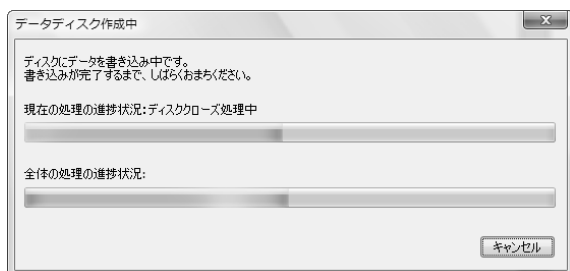 データディスク作成中
ディスクにデータを書き込み中です。
書き込みが完了するまで、しばらくおまちください。
現在の処理の進捗状況:ディスククローズ処理中
全体の処理の進捗状況:
キャンセル